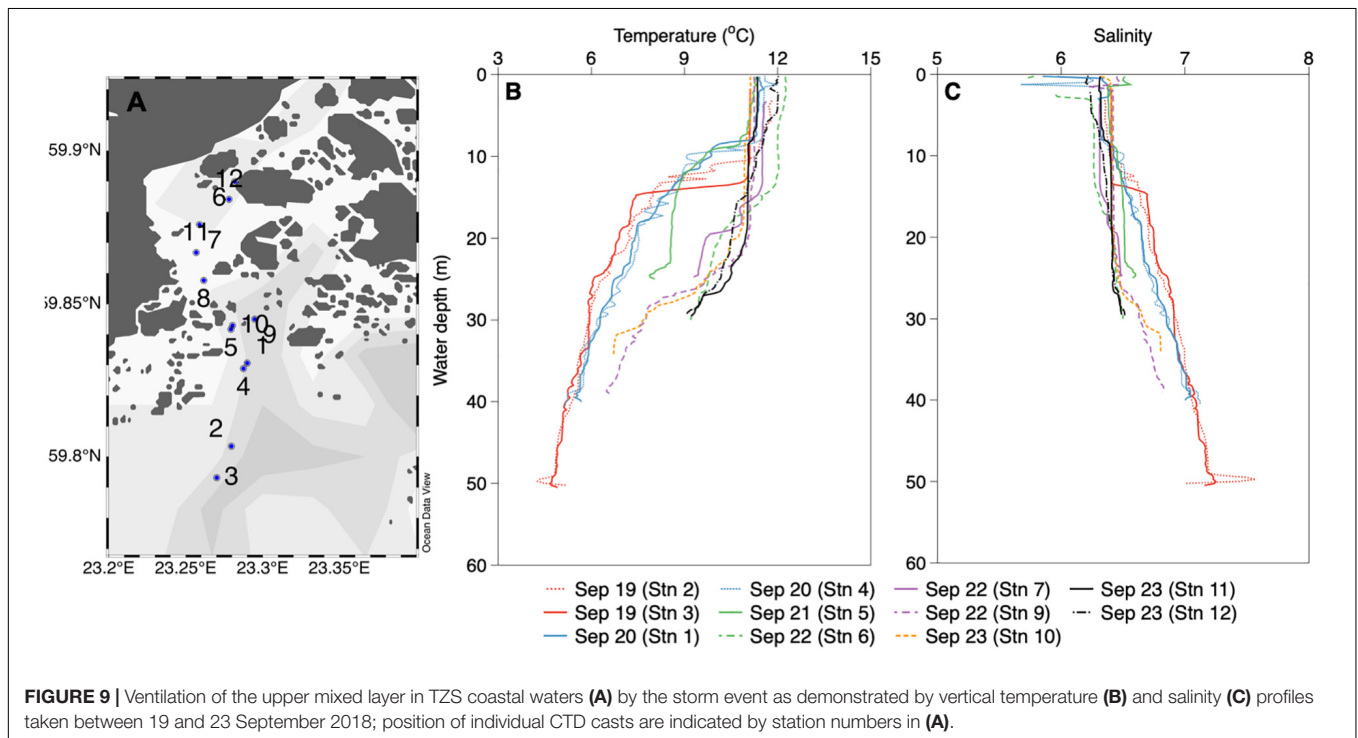 Temperature (°C)
Salinity
3 6 9 12 15
5 6 7 8
A
B
C
59.9°N
59.85°N
59.8°N
23.2°E 23.25°E 23.3°E 23.35°E
12
6
11
7
8
10
9
5
1
4
2
3
Ocean Data View
Water depth (m)
0
10
20
30
40
50
60
0
10
20
30
40
50
60
Sep 19 (Stn 2) Sep 20 (Stn 4) Sep 22 (Stn 7) Sep 23 (Stn 11)
Sep 19 (Stn 3) Sep 21 (Stn 5) Sep 22 (Stn 9) Sep 23 (Stn 12)
Sep 20 (Stn 1) Sep 22 (Stn 6) Sep 23 (Stn 10)
FIGURE 9 | Ventilation of the upper mixed layer in TZS coastal waters (A) by the storm event as demonstrated by vertical temperature (B) and salinity (C) profiles
taken between 19 and 23 September 2018; position of individual CTD casts are indicated by station numbers in (A).